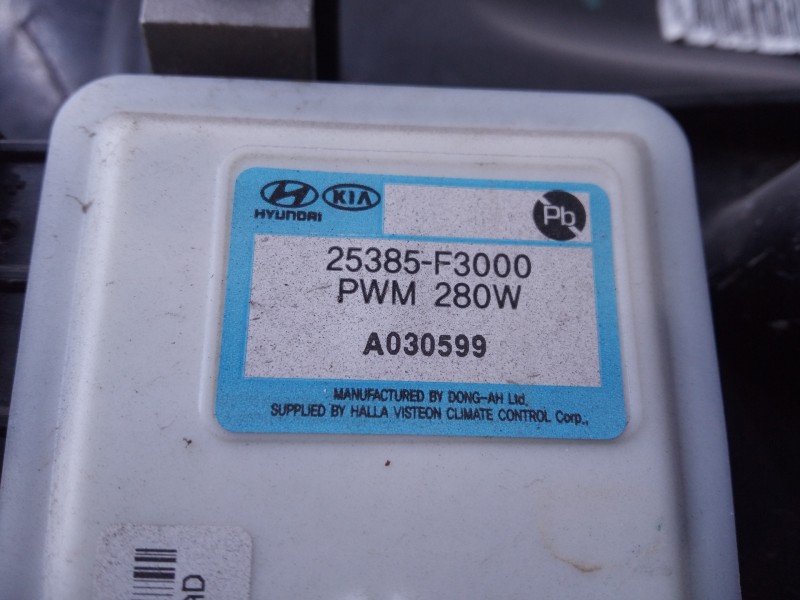 HYUNDAI
KIA
Pb
25385-F3000
PWM 280W
A030599
MANUFACTURED BY DONG-AH Ltd.
SUPPLIED BY HALLA VISTEON CLIMATE CONTROL Corp.,